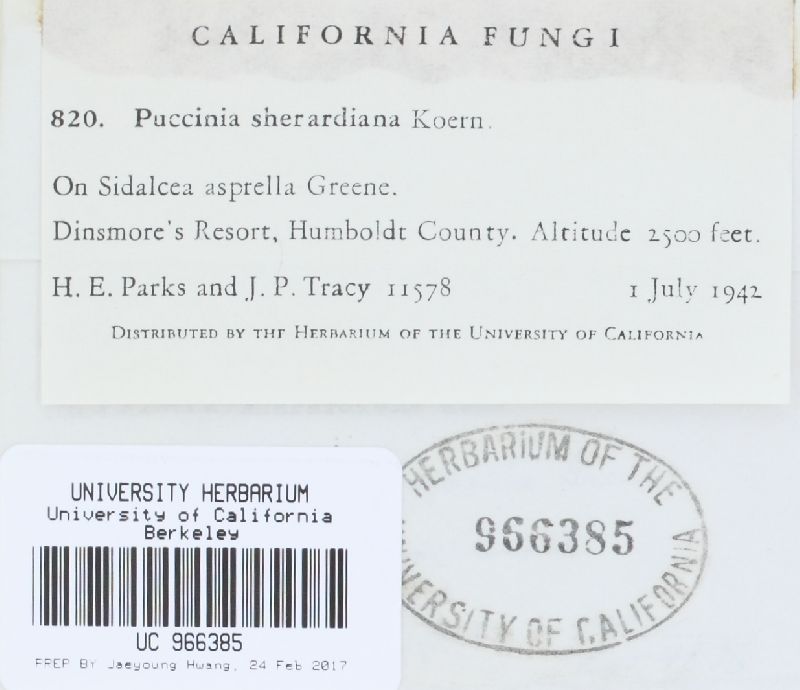 CALIFORNIA FUNGI
820. Puccinia sherardiana Koern.
On Sidalcea asprella Greene.
Dinsmore's Resort, Humboldt County. Altitude 2500 feet.
H. E. Parks and J. P. Tracy 11578 1 July 1942
DISTRIBUTED BY THE HERBARIUM OF THE UNIVERSITY OF CALIFORNIA
HERBARIUM OF THE
966385
UNIVERSITY OF CALIFORNIA
UNIVERSITY HERBARIUM
University of California
Berkeley
UC 966385
PREP BY Jaeyoung Hwang, 24 Feb 2017